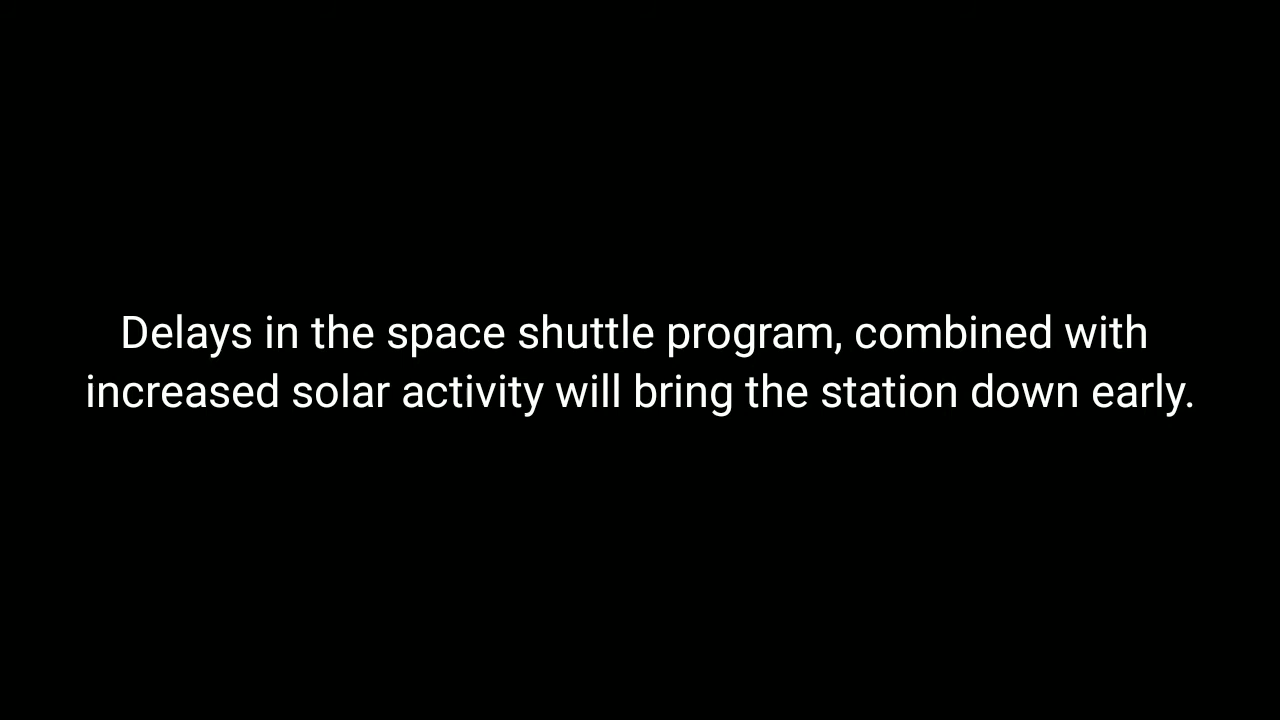 Delays in the space shuttle program, combined with
increased solar activity will bring the station down early.